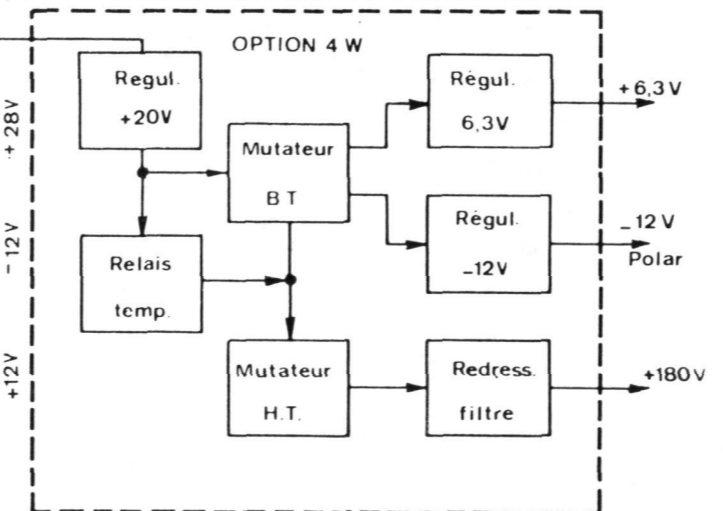 OPTION 4 W
Regul.
+20V
Régul.
6,3V
+6,3V
Mutateur
BT
Régul.
-12V
-12V
Polar
Relais
temp.
Mutateur
H.T.
Redress.
filtre
+180V
+28V
-12V
+12V